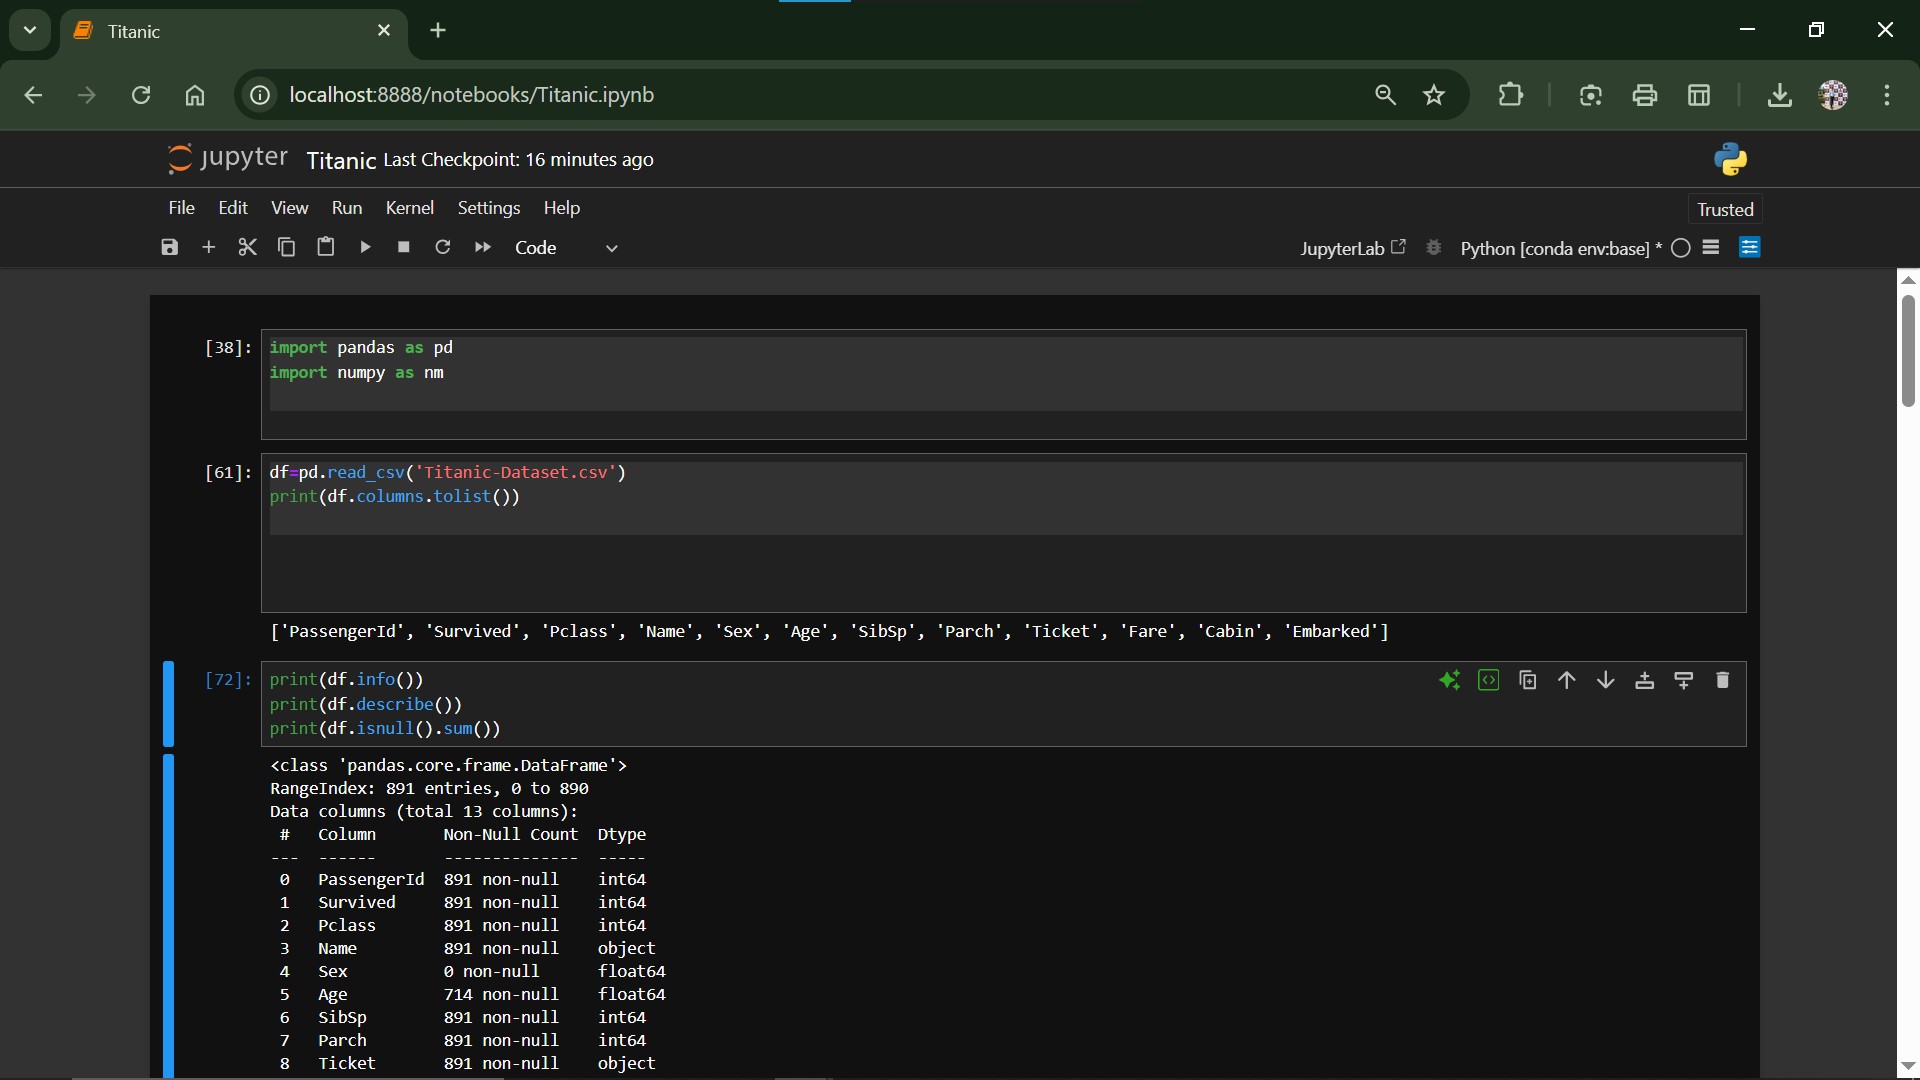 Titanic
localhost:8888/notebooks/Titanic.ipynb
jupyter Titanic Last Checkpoint: 16 minutes ago
File Edit View Run Kernel Settings Help
Trusted
Code
JupyterLab
Python [conda env:base] *
[38]: import pandas as pd
import numpy as nm
[61]: df=pd.read_csv('Titanic-Dataset.csv')
print(df.columns.tolist())
['PassengerId', 'Survived', 'Pclass', 'Name', 'Sex', 'Age', 'SibSp', 'Parch', 'Ticket', 'Fare', 'Cabin', 'Embarked']
[72]: print(df.info())
print(df.describe())
print(df.isnull().sum())
<class 'pandas.core.frame.DataFrame'>
RangeIndex: 891 entries, 0 to 890
Data columns (total 13 columns):
# Column Non-Null Count Dtype
--- ------ -------------- -----
0 PassengerId 891 non-null int64
1 Survived 891 non-null int64
2 Pclass 891 non-null int64
3 Name 891 non-null object
4 Sex 0 non-null float64
5 Age 714 non-null float64
6 SibSp 891 non-null int64
7 Parch 891 non-null int64
8 Ticket 891 non-null object